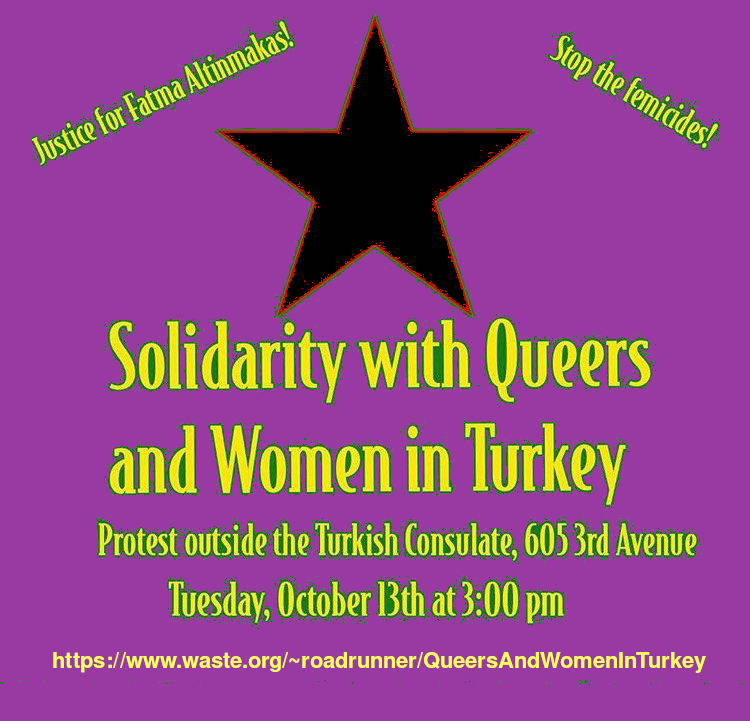 Justice for Fatma Altinmakas!
Stop the femicides!
Solidarity with Queers
and Women in Turkey
Protest outside the Turkish Consulate, 605 3rd Avenue
Tuesday, October 13th at 3:00 pm
https://www.waste.org/~roadrunner/QueersAndWomenInTurkey